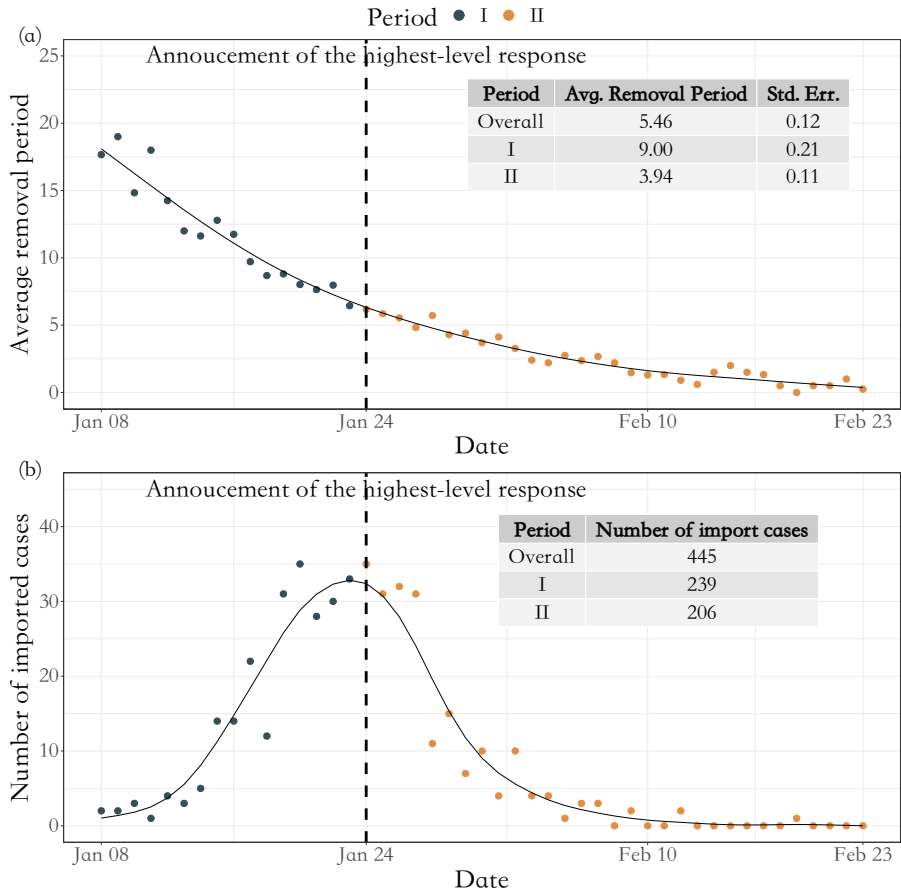 Period I II
(a)
Annoucement of the highest-level response
25
20
15
10
5
0
Average removal period
Period Avg. Removal Period Std. Err.
Overall 5.46 0.12
I 9.00 0.21
II 3.94 0.11
Jan 08 Jan 24 Feb 10 Feb 23
Date
(b)
Annoucement of the highest-level response
40
30
20
10
0
Number of imported cases
Period Number of import cases
Overall 445
I 239
II 206
Jan 08 Jan 24 Feb 10 Feb 23
Date